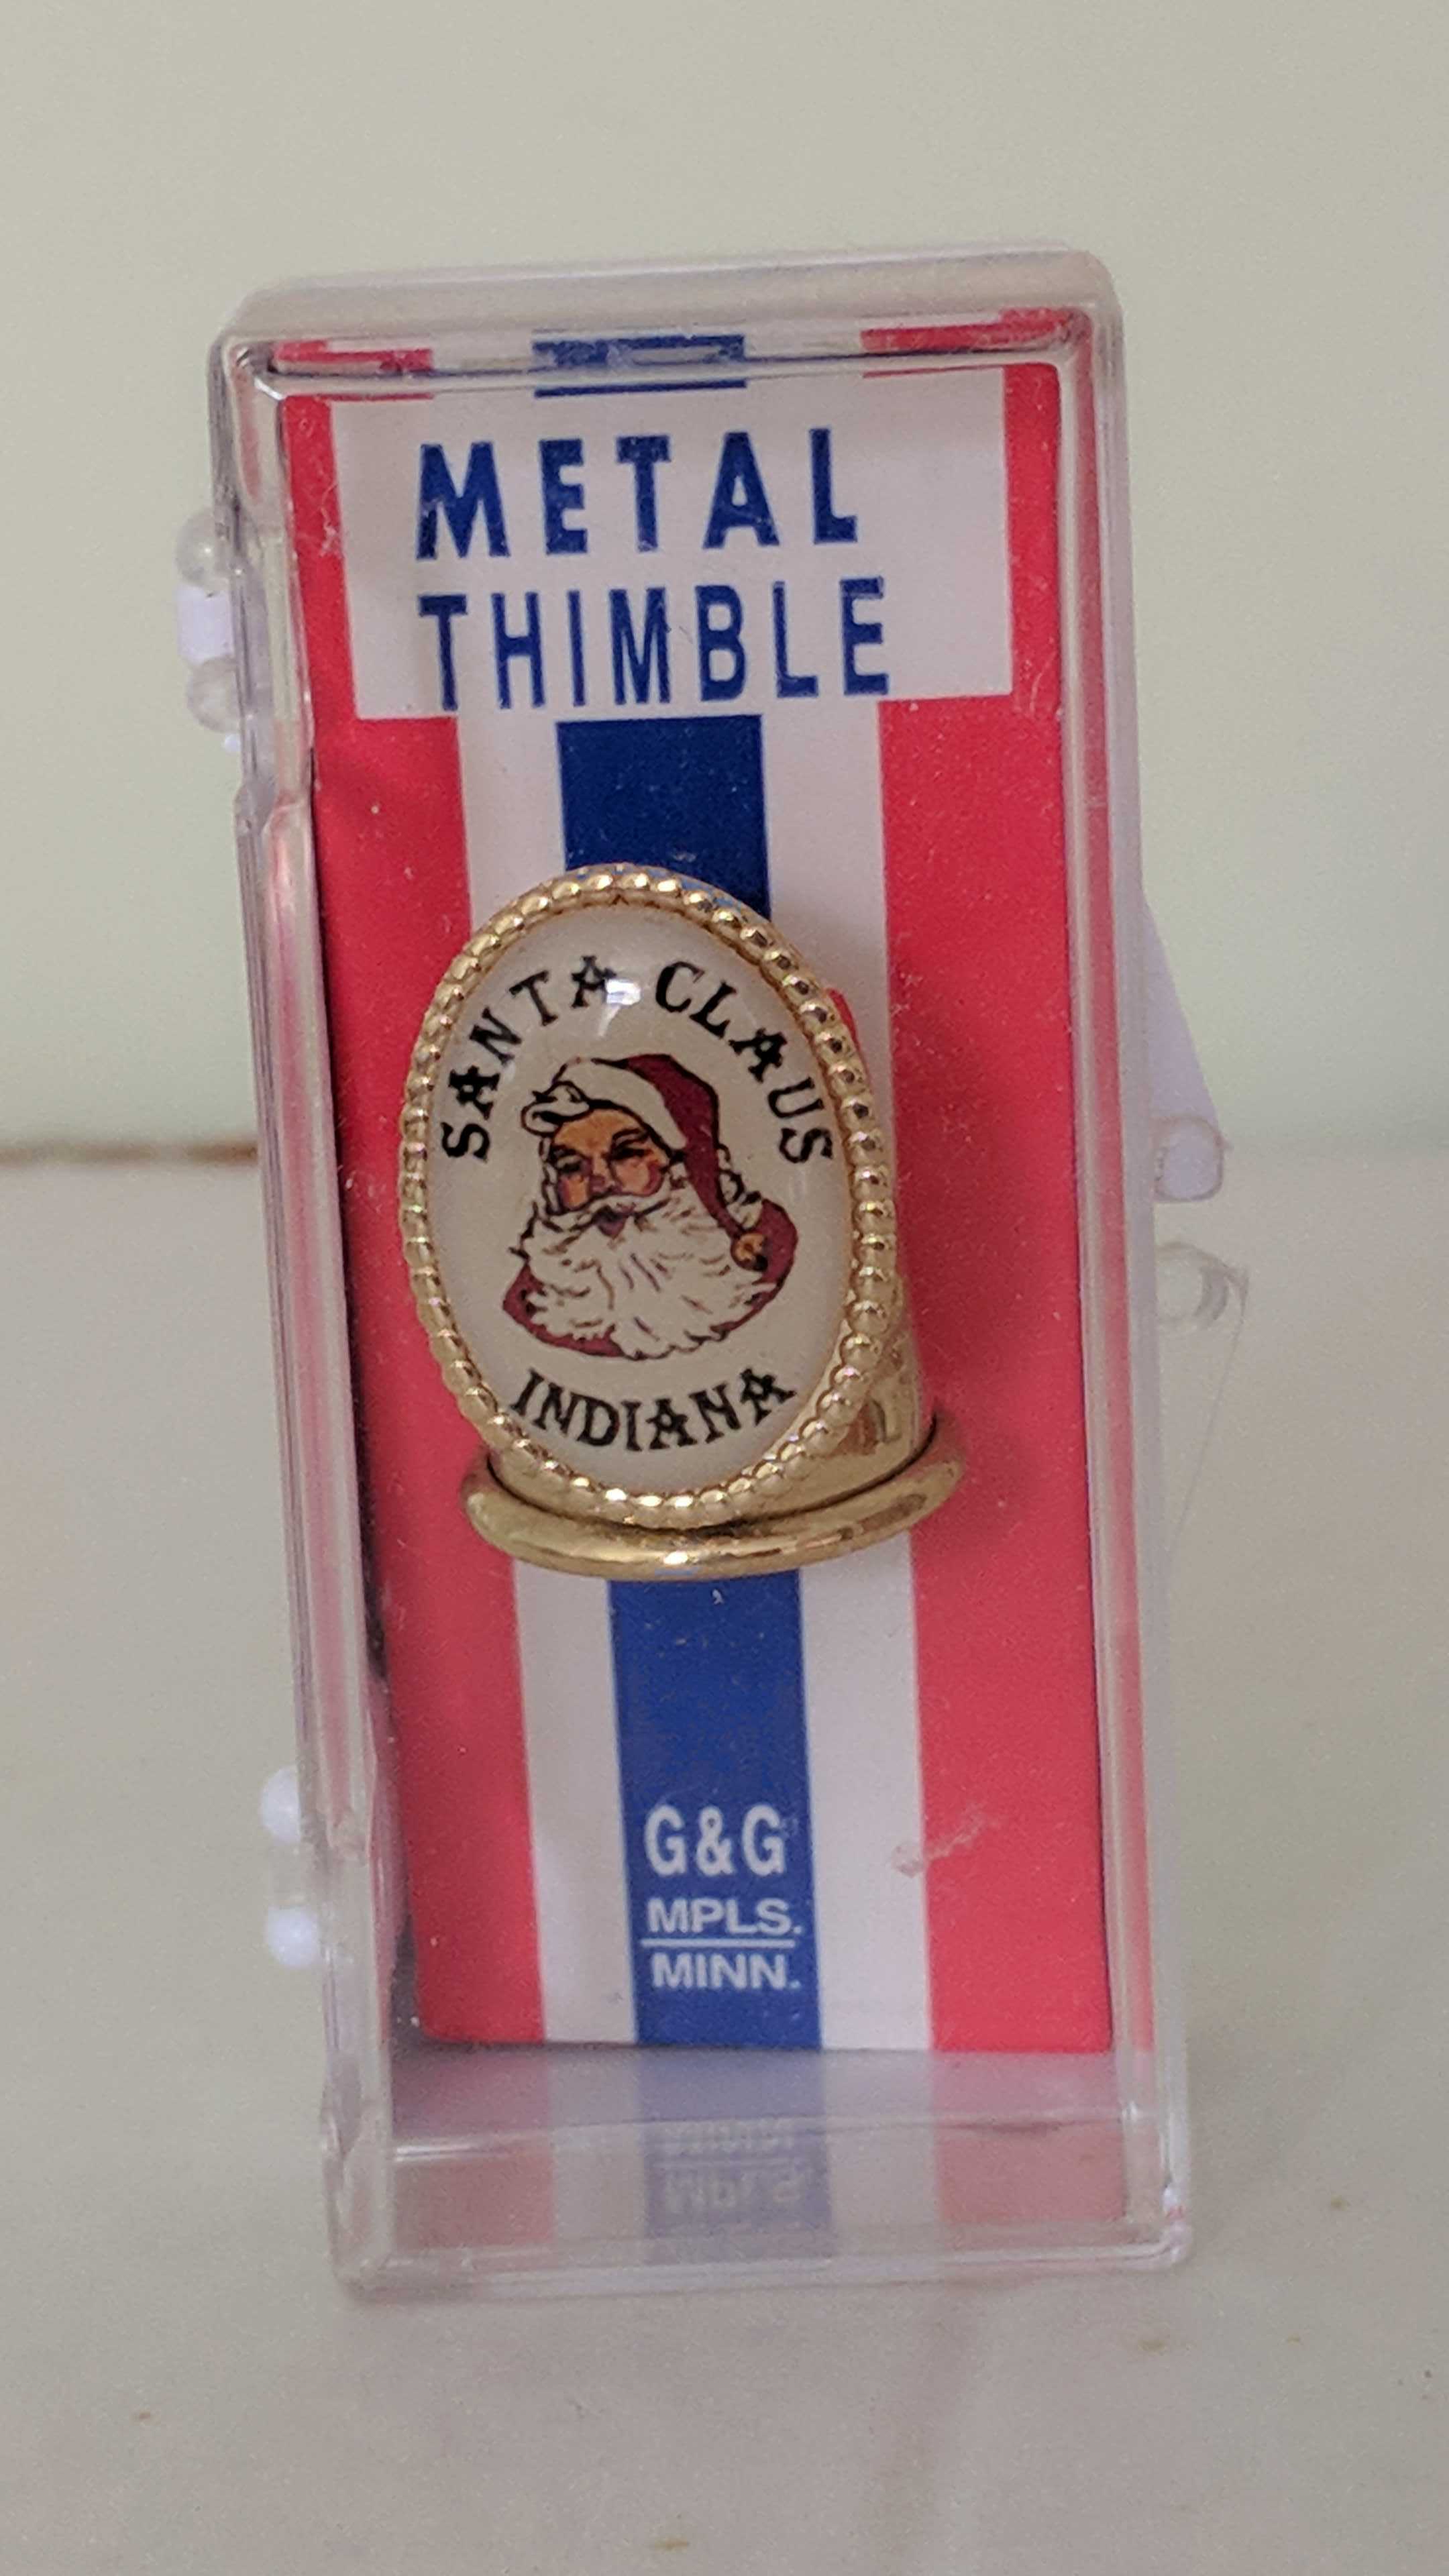 METAL
THIMBLE
SANTA CLAUS
INDIANA
G&G
MPLS.
MINN.